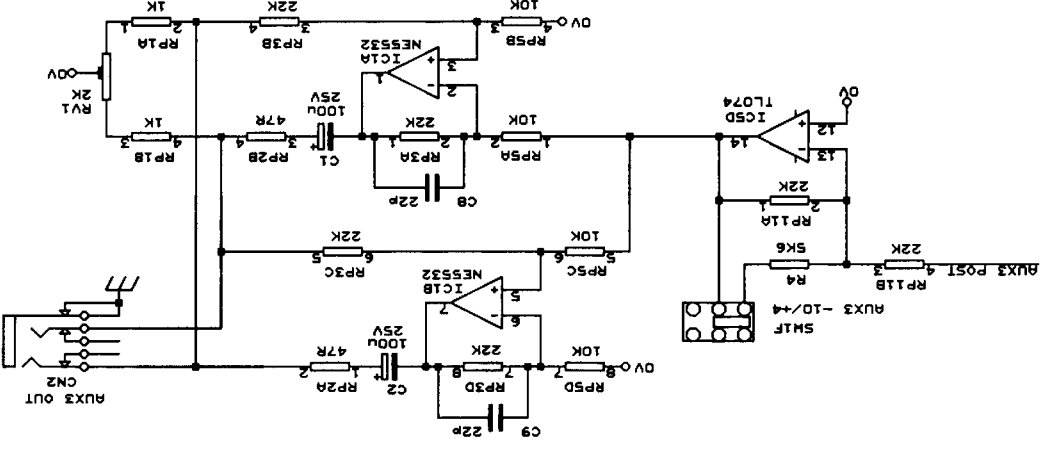 C9
22p
AUX3 OUT
CN2
RP5D
RP3D
C2
RP2A
0V
8
7
7
8
+
1
2
10K
22K
100u
25V
47R
SW1F
AUX3 -10/+4
6
5
-
+
7
IC1B
NE5532
RP11B
AUX3 POST
4
3
22K
R4
5K6
RP5C
RP3C
5
6
6
5
10K
22K
RP11A
2
1
22K
C8
22p
13
12
-
+
14
IC5D
TL074
0V
RP5A
RP3A
C1
RP2B
RP1B
1
2
2
1
+
3
4
4
3
10K
22K
100u
25V
47R
1K
2
3
-
+
1
IC1A
NE5532
RV1
2K
0V
RP5B
RP3B
RP1A
0V
4
3
4
3
2
1
10K
22K
1K